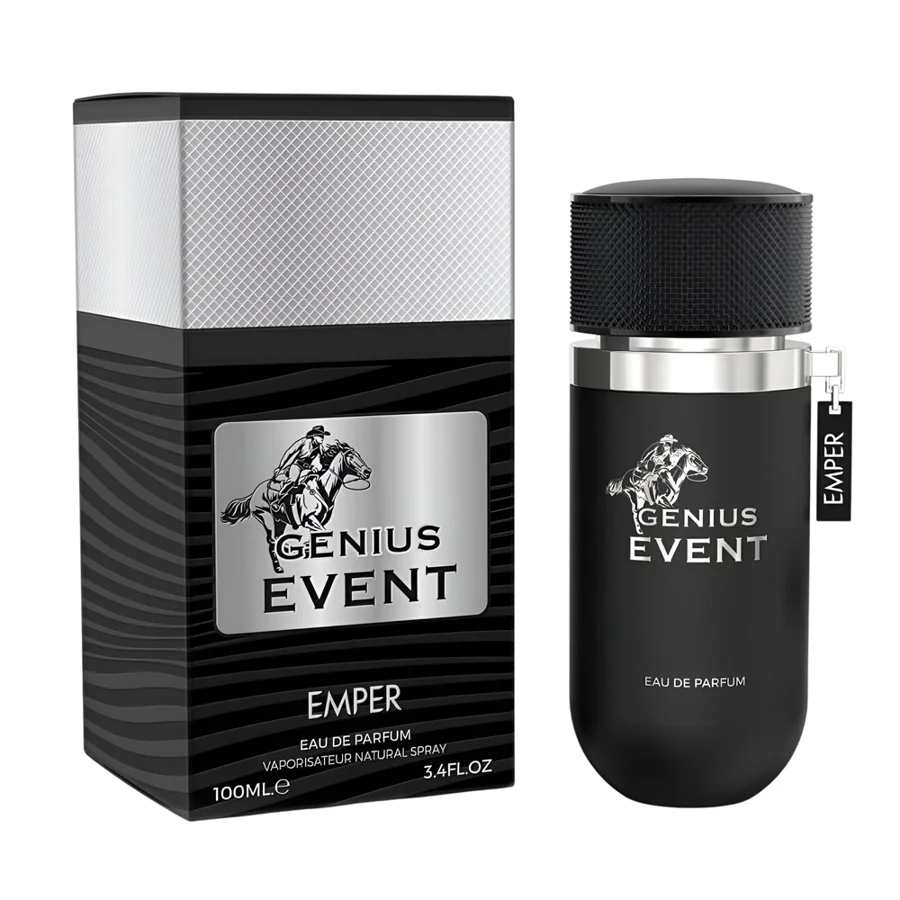 GENIUS
EVENT
EMPER
EAU DE PARFUM
VAPORISATEUR NATURAL SPRAY
100ML.e
3.4FL.OZ
EMPER
GENIUS
EVENT
EAU DE PARFUM